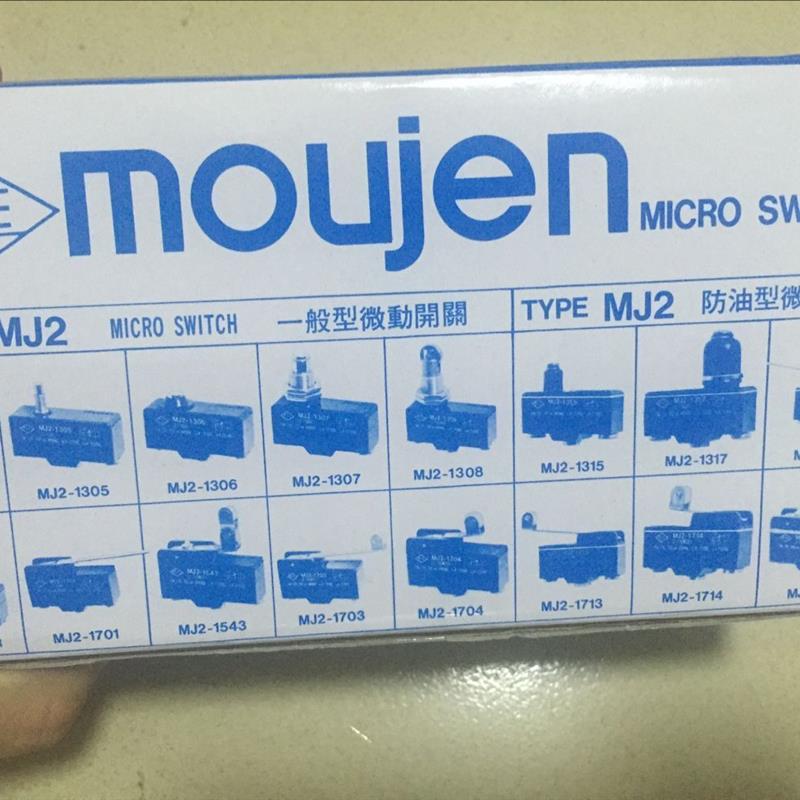 moujen
MICRO SW
MJ2 MICRO SWITCH 一般型微動開關
TYPE MJ2 防油型微
MJ2-1305 MJ2-1306 MJ2-1307 MJ2-1308 MJ2-1315 MJ2-1317
MJ2-1701 MJ2-1543 MJ2-1703 MJ2-1704 MJ2-1713 MJ2-1714